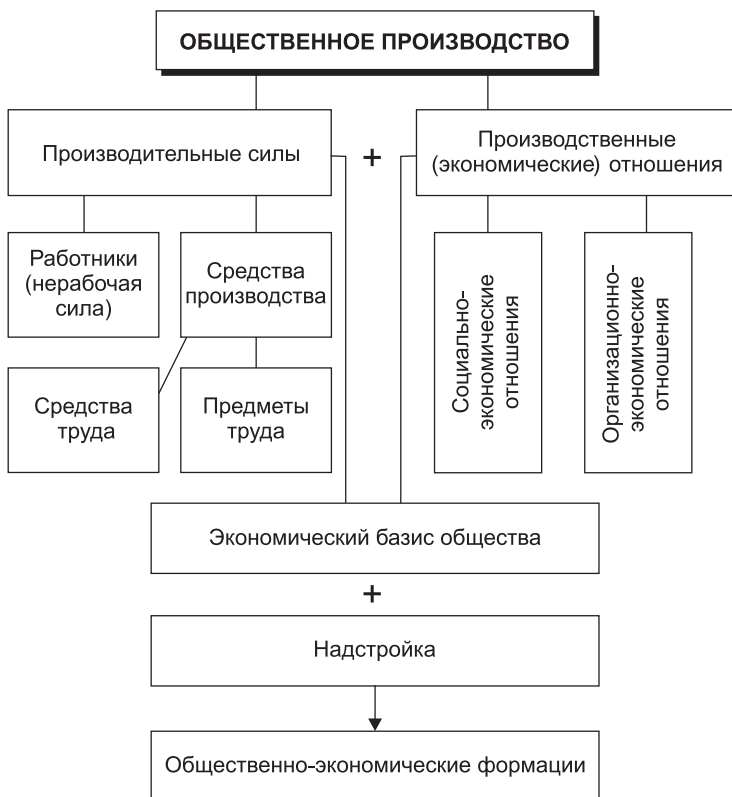 ОБЩЕСТВЕННОЕ ПРОИЗВОДСТВО
Производительные силы
+
Производственные
(экономические) отношения
Работники
(нерабочая
сила)
Средства
производства
Социально-
экономические
отношения
Организационно-
экономические
отношения
Средства
труда
Предметы
труда
Экономический базис общества
+
Надстройка
Общественно-экономические формации